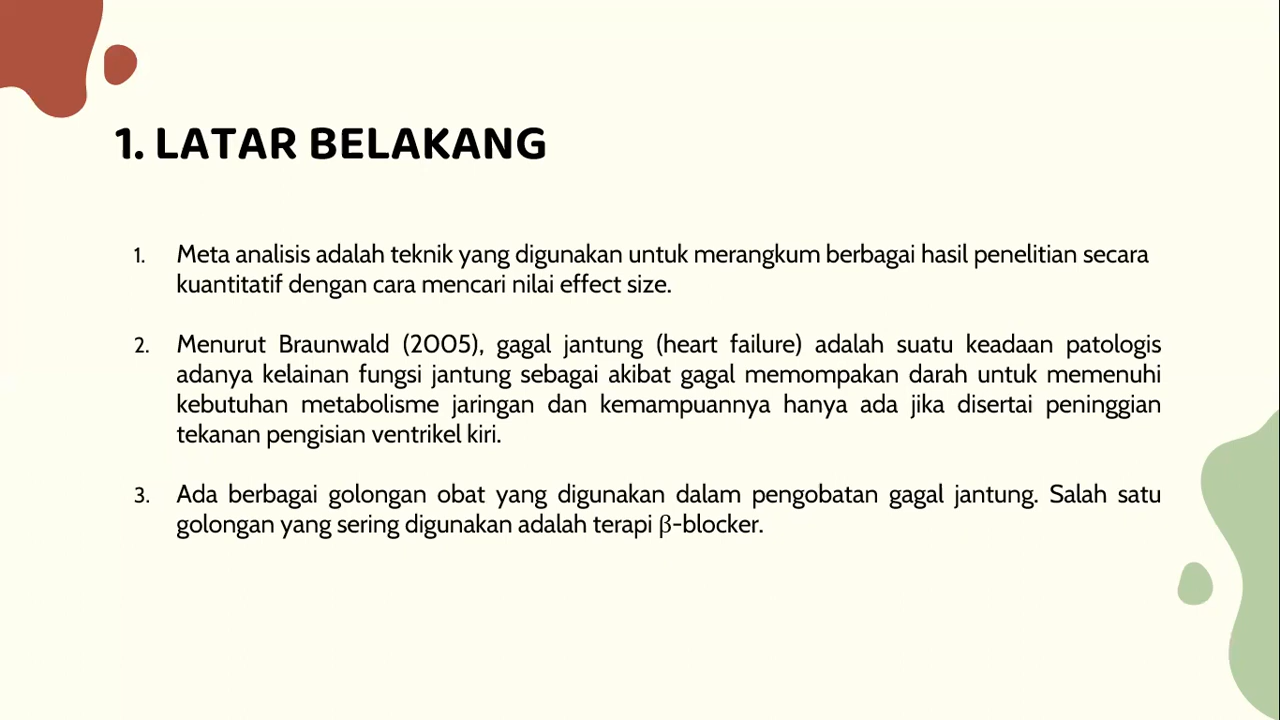 1. LATAR BELAKANG
1. Meta analisis adalah teknik yang digunakan untuk merangkum berbagai hasil penelitian secara
kuantitatif dengan cara mencari nilai effect size.
2. Menurut Braunwald (2005), gagal jantung (heart failure) adalah suatu keadaan patologis
adanya kelainan fungsi jantung sebagai akibat gagal memompakan darah untuk memenuhi
kebutuhan metabolisme jaringan dan kemampuannya hanya ada jika disertai peninggian
tekanan pengisian ventrikel kiri.
3. Ada berbagai golongan obat yang digunakan dalam pengobatan gagal jantung. Salah satu
golongan yang sering digunakan adalah terapi β-blocker.